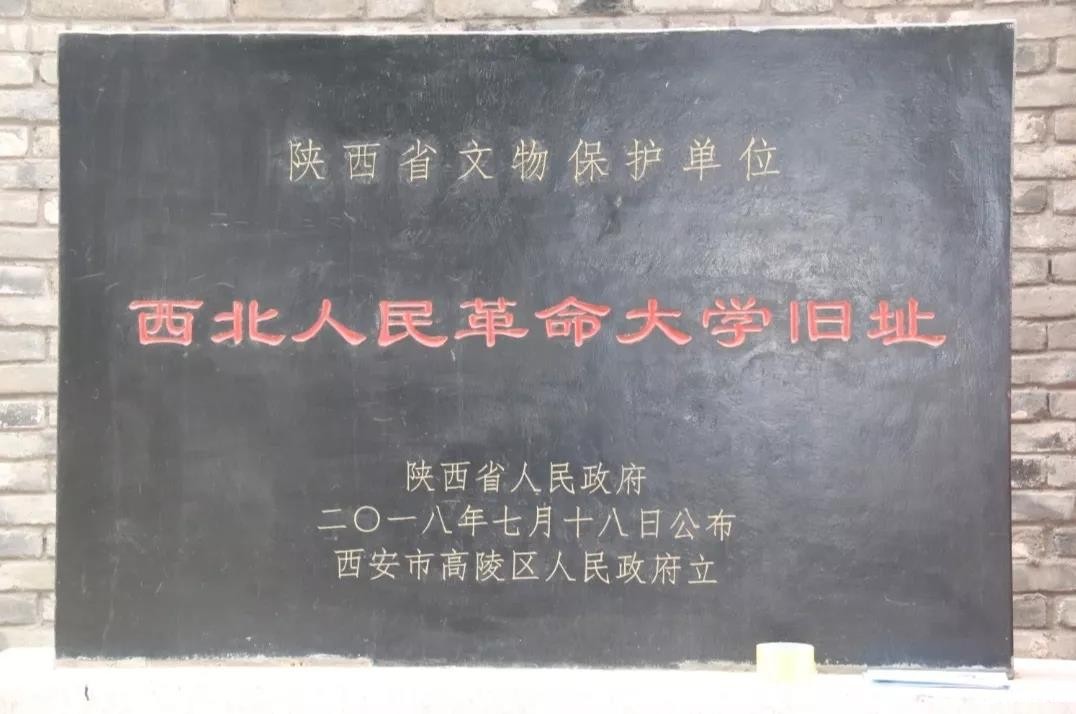 陕西省文物保护单位
西北人民革命大学旧址
陕西省人民政府
二〇一八年七月十八日公布
西安市高陵区人民政府立